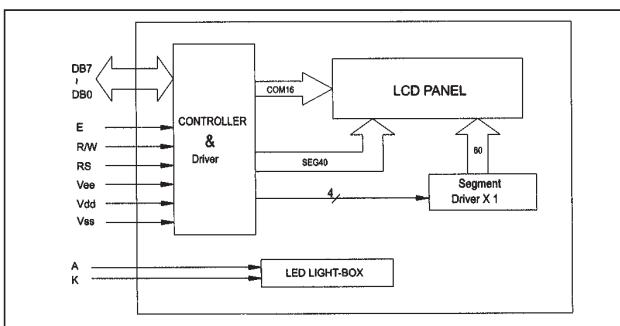 DB7
~
DB0
E
R/W
RS
Vee
Vdd
Vss
A
K
CONTROLLER
&
Driver
COM16
SEG40
4
LCD PANEL
60
Segment
Driver X 1
LED LIGHT-BOX